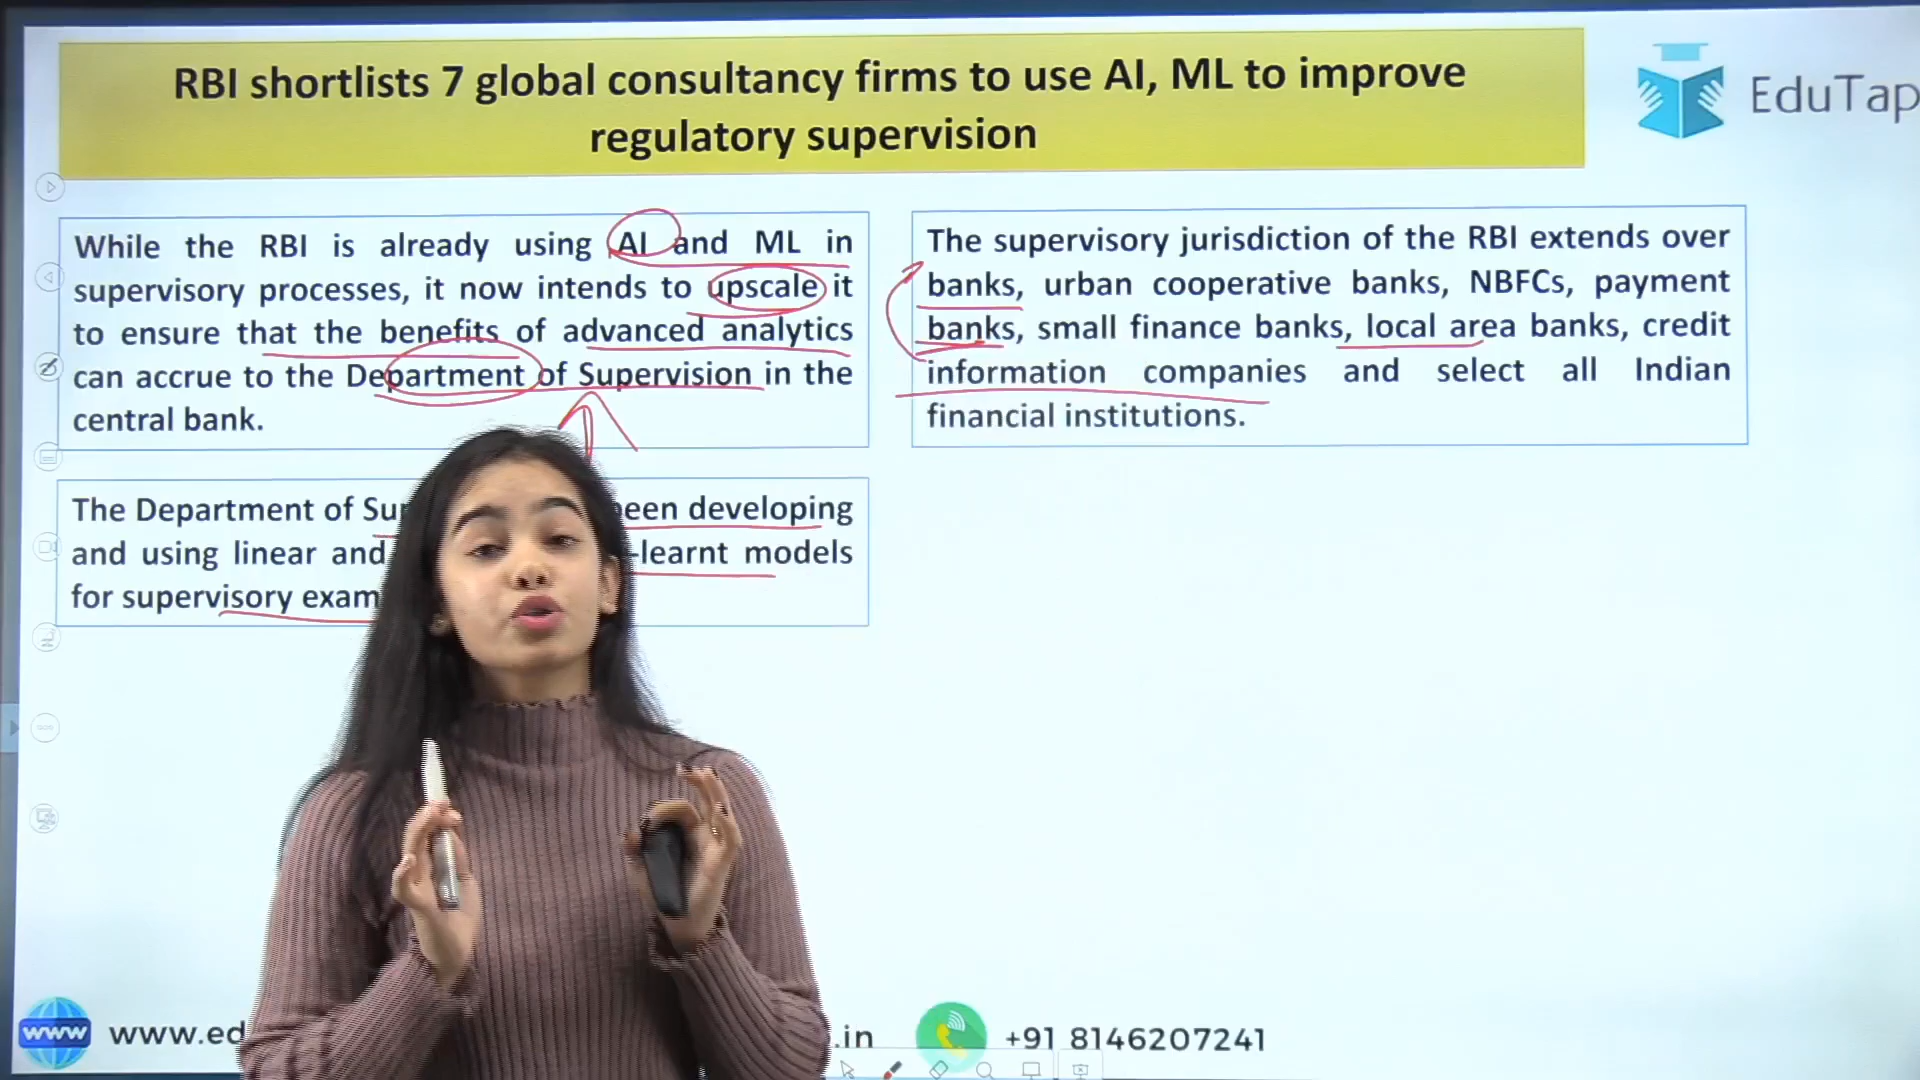 RBI shortlists 7 global consultancy firms to use AI, ML to improve
regulatory supervision
EduTap
While the RBI is already using AI and ML in
supervisory processes, it now intends to upscale it
to ensure that the benefits of advanced analytics
can accrue to the Department of Supervision in the
central bank.
The supervisory jurisdiction of the RBI extends over
banks, urban cooperative banks, NBFCs, payment
banks, small finance banks, local area banks, credit
information companies and select all Indian
financial institutions.
The Department of been developing
and using linear and -learnt models
for supervisory
www www.ed .in +91 8146207241